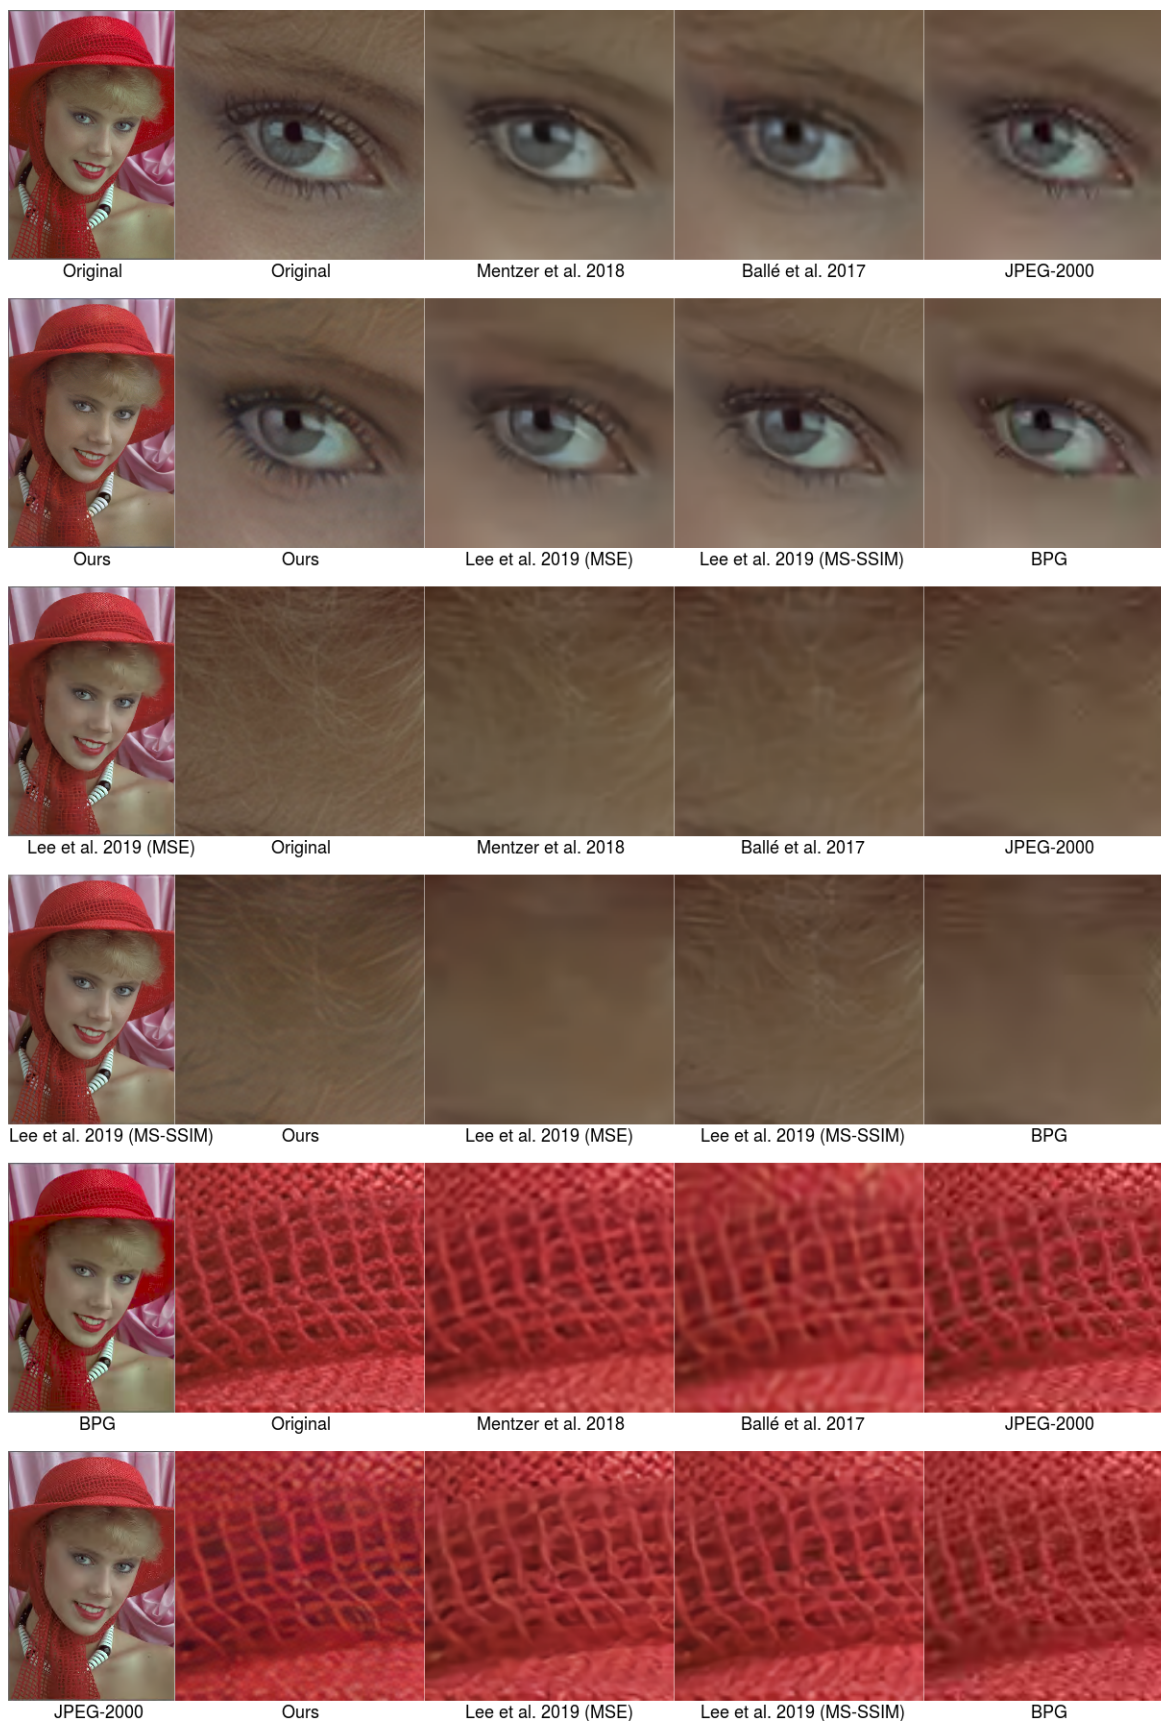 Original Original Mentzer et al. 2018 Ballé et al. 2017 JPEG-2000
Ours Ours Lee et al. 2019 (MSE) Lee et al. 2019 (MS-SSIM) BPG
Lee et al. 2019 (MSE) Original Mentzer et al. 2018 Ballé et al. 2017 JPEG-2000
Lee et al. 2019 (MS-SSIM) Ours Lee et al. 2019 (MSE) Lee et al. 2019 (MS-SSIM) BPG
BPG Original Mentzer et al. 2018 Ballé et al. 2017 JPEG-2000
JPEG-2000 Ours Lee et al. 2019 (MSE) Lee et al. 2019 (MS-SSIM) BPG